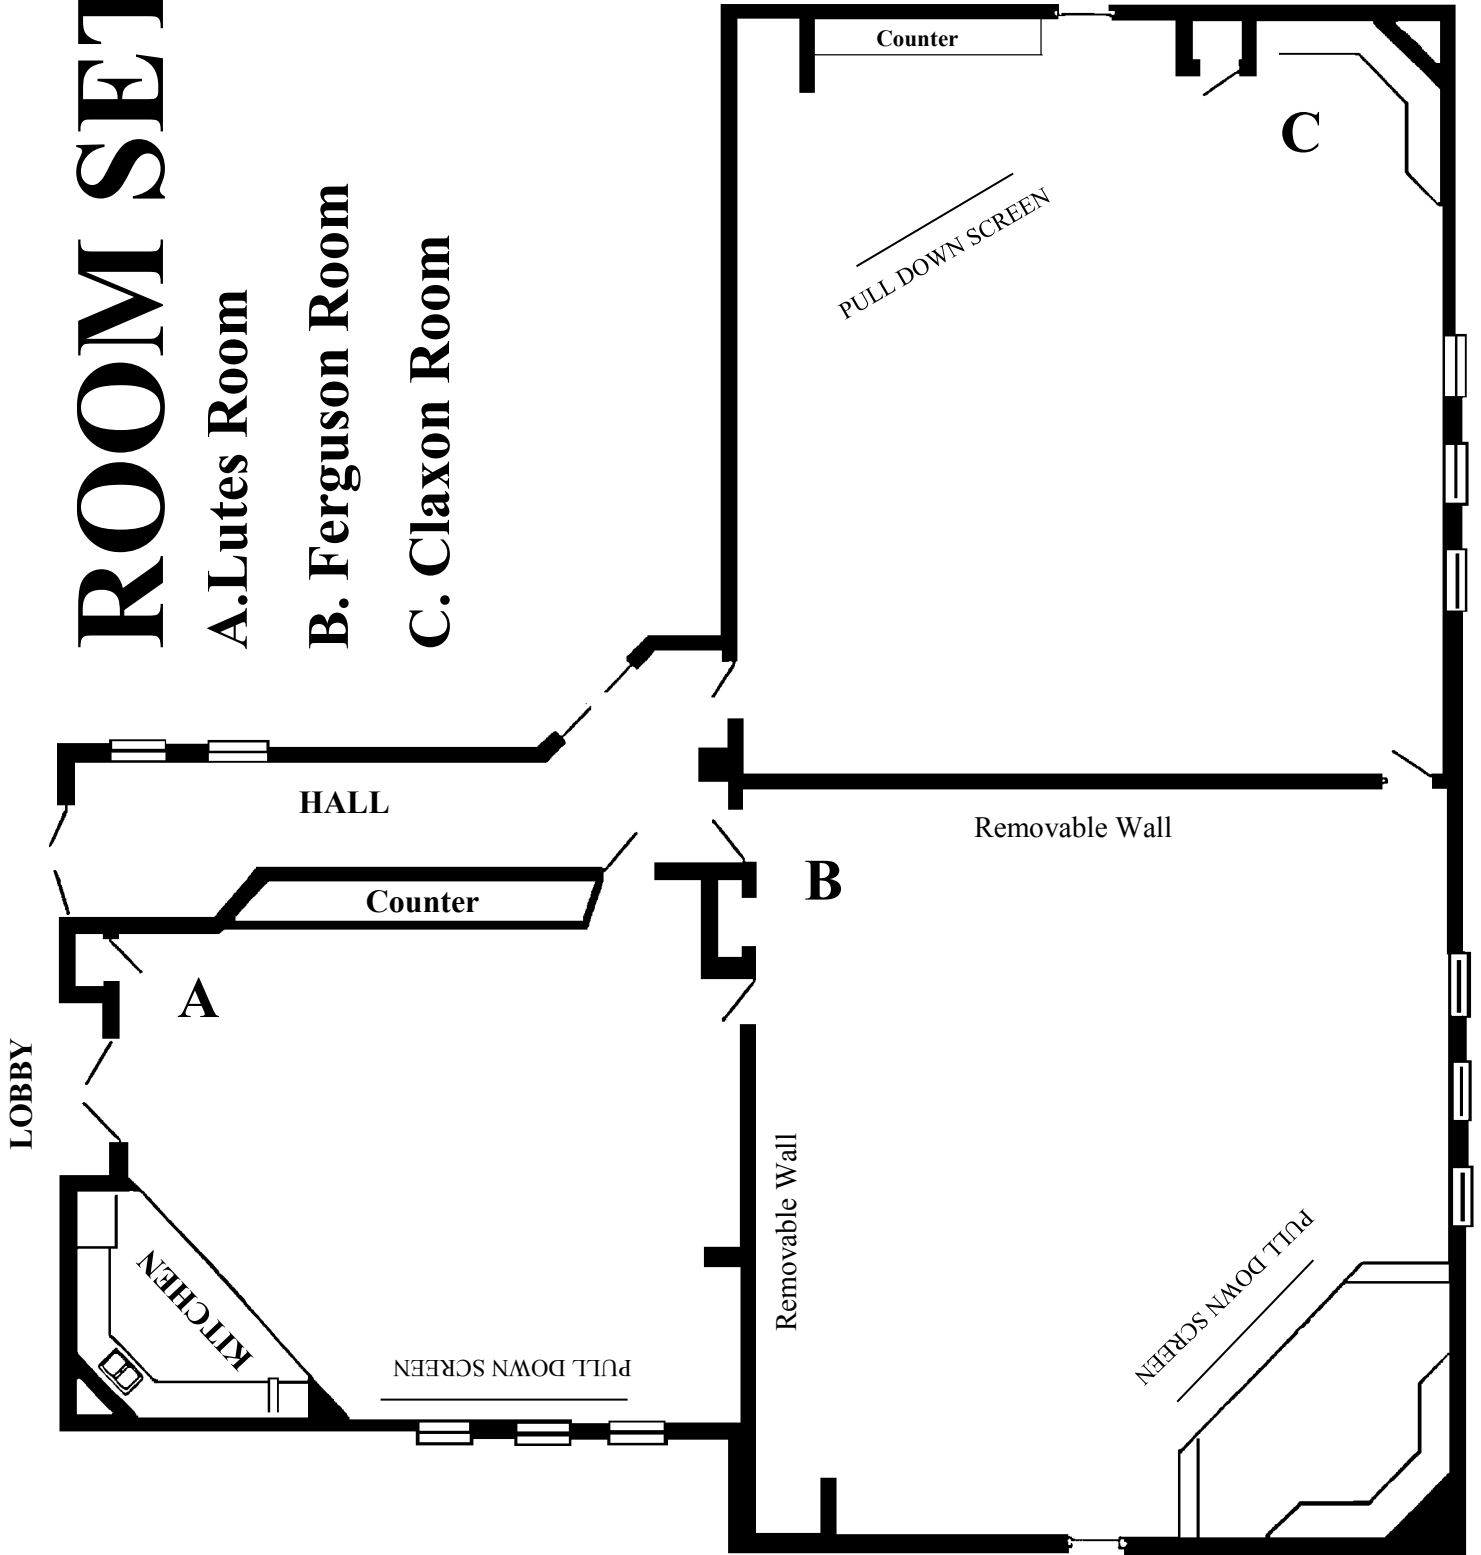 ROOM SET
A.Lutes Room
B. Ferguson Room
C. Claxon Room
Counter
C
PULL DOWN SCREEN
HALL
Removable Wall
B
Counter
A
LOBBY
KITCHEN
Removable Wall
PULL DOWN SCREEN
PULL DOWN SCREEN